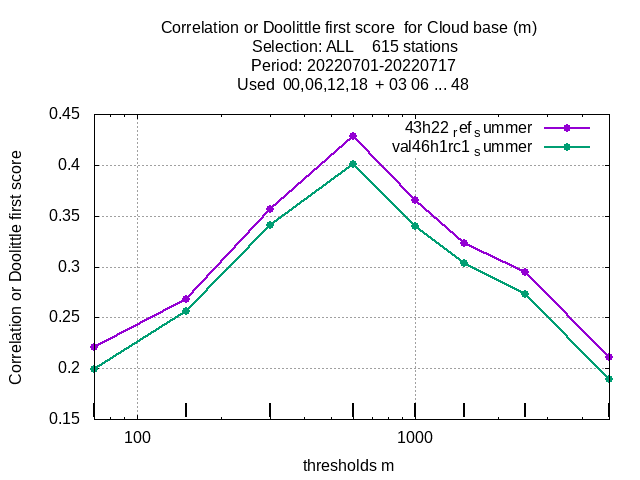 Correlation or Doolittle first score  for Cloud base (m)
Selection: ALL    615 stations
Period: 20220701-20220717
Used  00,06,12,18  + 03 06 ... 48
43h22 ref summer
val46h1rc1 summer
Correlation or Doolittle first score
0.45
0.4
0.35
0.3
0.25
0.2
0.15
100
1000
thresholds m